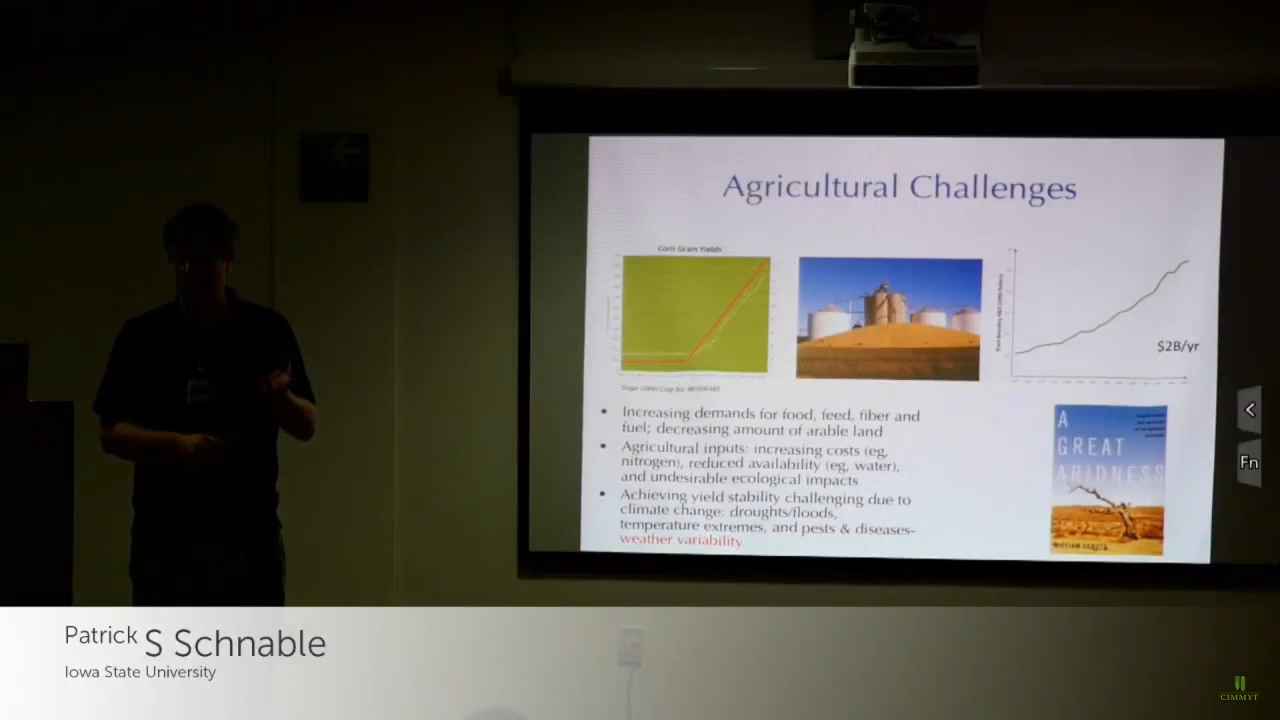 Agricultural Challenges
Corn Grain Yields
$2B/yr
• Increasing demands for food, feed, fiber and
fuel; decreasing amount of arable land
• Agricultural inputs: increasing costs (eg,
nitrogen), reduced availability (eg, water),
and undesirable ecological impacts
• Achieving yield stability challenging due to
climate change: droughts/floods,
temperature extremes, and pests & diseases-
weather variability
A
GREAT
ARIDNESS
<
Fn
Patrick S Schnable
Iowa State University
CIMMYT